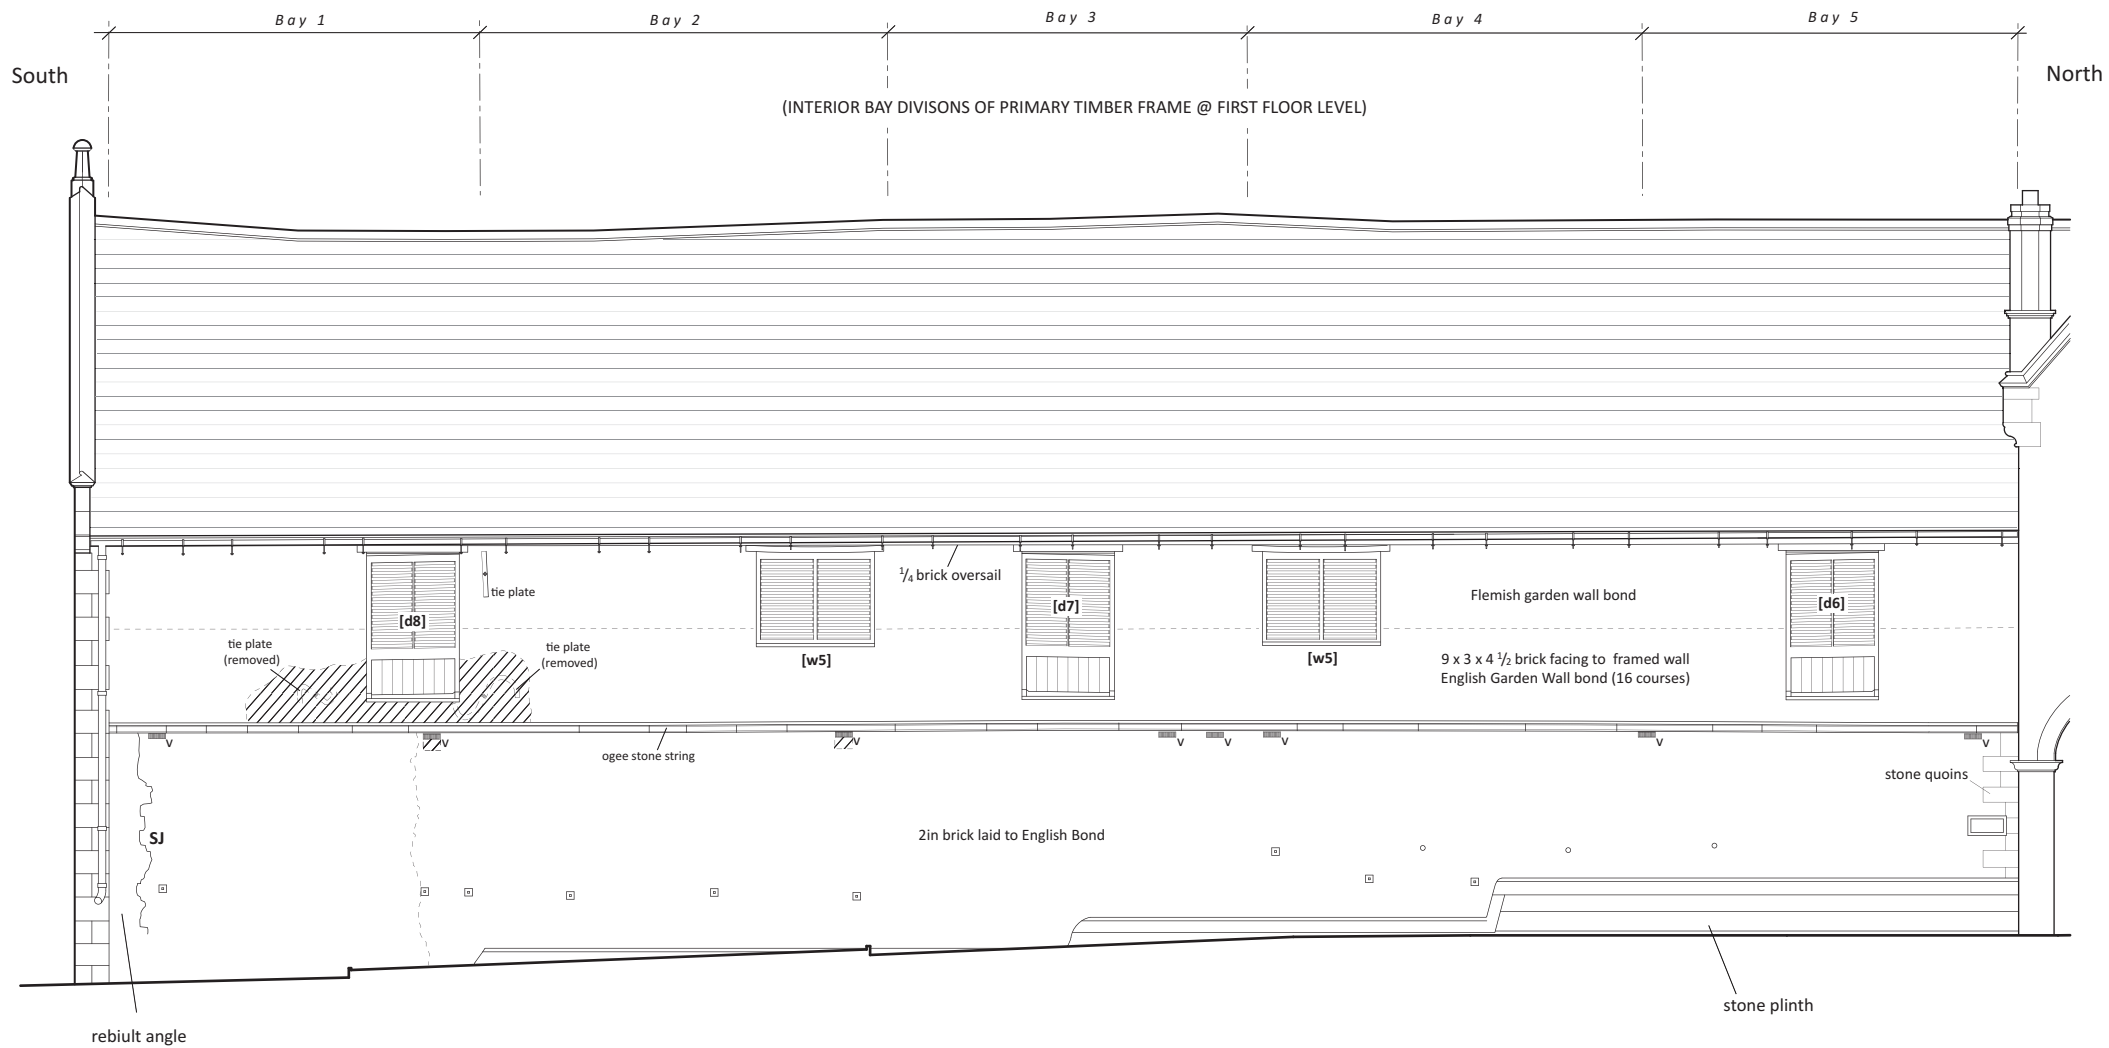 Bay 1
Bay 2
Bay 3
Bay 4
Bay 5
South
North
(INTERIOR BAY DIVISONS OF PRIMARY TIMBER FRAME @ FIRST FLOOR LEVEL)
1/4 brick oversail
tie plate
[d8]
[d7]
[d6]
Flemish garden wall bond
tie plate
(removed)
tie plate
(removed)
[w5]
[w5]
9 x 3 x 4 1/2 brick facing to framed wall
English Garden Wall bond (16 courses)
V
V
V
V
V
V
V
V
ogee stone string
stone quoins
SJ
2in brick laid to English Bond
stone plinth
rebiult angle